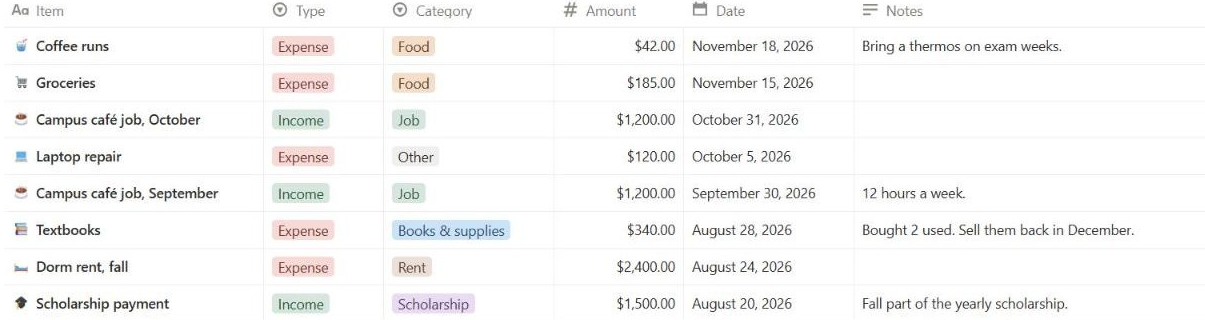 Aa Item Type Category # Amount Date Notes
Coffee runs Expense Food $42.00 November 18, 2026 Bring a thermos on exam weeks.
Groceries Expense Food $185.00 November 15, 2026
Campus café job, October Income Job $1,200.00 October 31, 2026
Laptop repair Expense Other $120.00 October 5, 2026
Campus café job, September Income Job $1,200.00 September 30, 2026 12 hours a week.
Textbooks Expense Books & supplies $340.00 August 28, 2026 Bought 2 used. Sell them back in December.
Dorm rent, fall Expense Rent $2,400.00 August 24, 2026
Scholarship payment Income Scholarship $1,500.00 August 20, 2026 Fall part of the yearly scholarship.